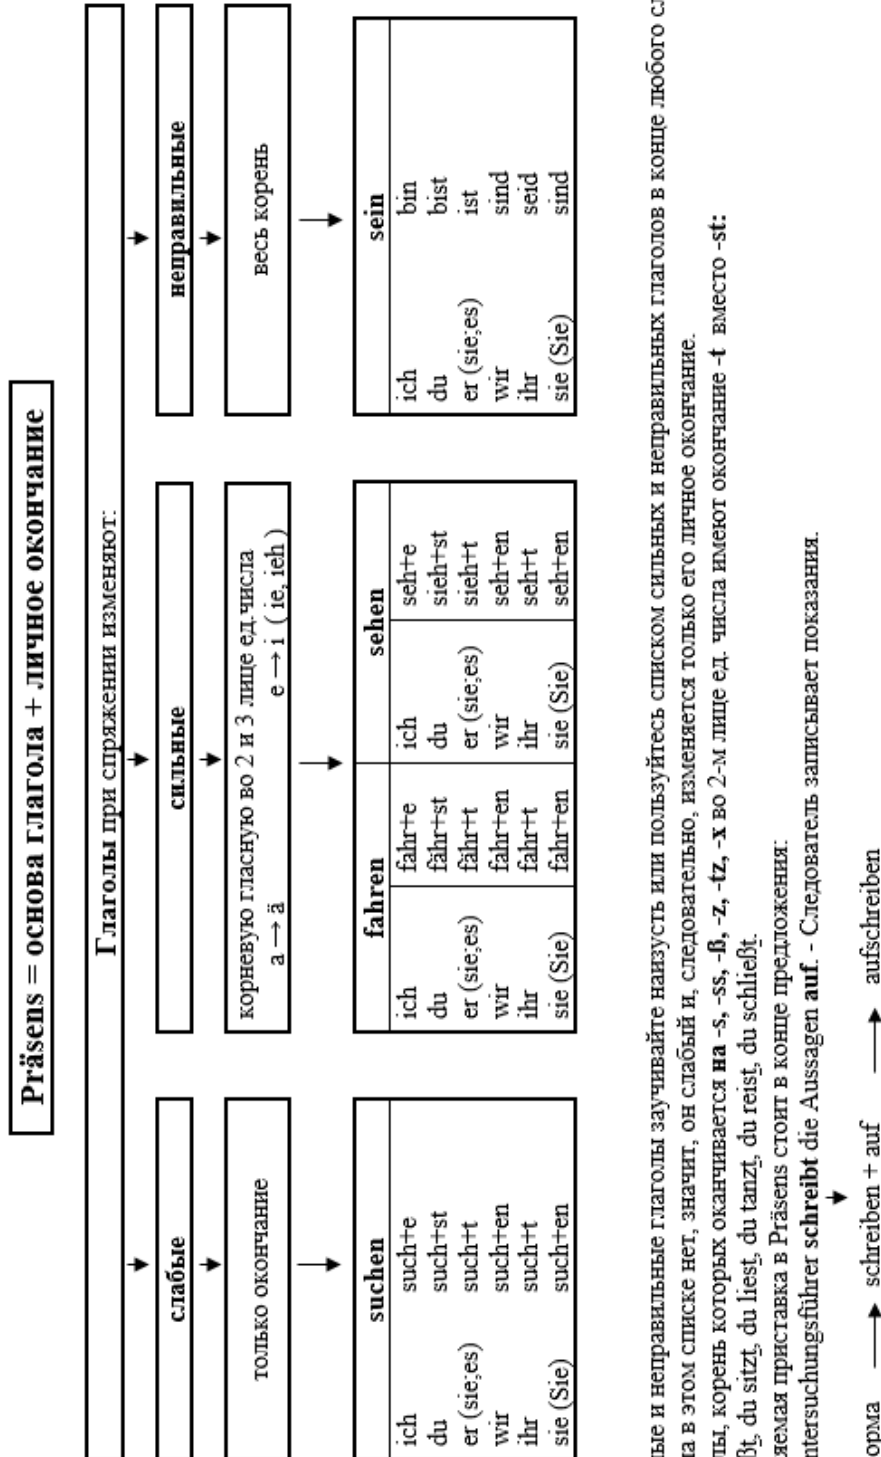 Präsens = основа глагола + личное окончание
Глаголы при спряжении изменяют:
слабые
сильные
неправильные
только окончание
корневую гласную во 2 и 3 лице ед.числа
a → ä e → i ( ie, ieh )
весь корень
suchen
ich such+e
du such+st
er (sie;es) such+t
wir such+en
ihr such+t
sie (Sie) such+en
fahren
ich fahr+e
du fähr+st
er (sie;es) fähr+t
wir fahr+en
ihr fahr+t
sie (Sie) fahr+en
sehen
ich seh+e
du sieh+st
er (sie;es) sieh+t
wir seh+en
ihr seh+t
sie (Sie) seh+en
sein
ich bin
du bist
er (sie;es) ist
wir sind
ihr seid
sie (Sie) sind
и неправильные глаголы заучивайте наизусть или пользуйтесь списком сильных и неправильных глаголов в конце любого
в этом списке нет, значит, он слабый и, следовательно, изменяется только его личное окончание.
корень которых оканчивается на -s, -ss, -ß, -z, -tz, -x во 2-м лице ед. числа имеют окончание -t вместо -st:
du sitzt, du liest, du tanzt, du reist, du schließt.
приставка в Präsens стоит в конце предложения:
schreibt die Aussagen auf. - Следователь записывает показания.
→ schreiben + auf → aufschreiben